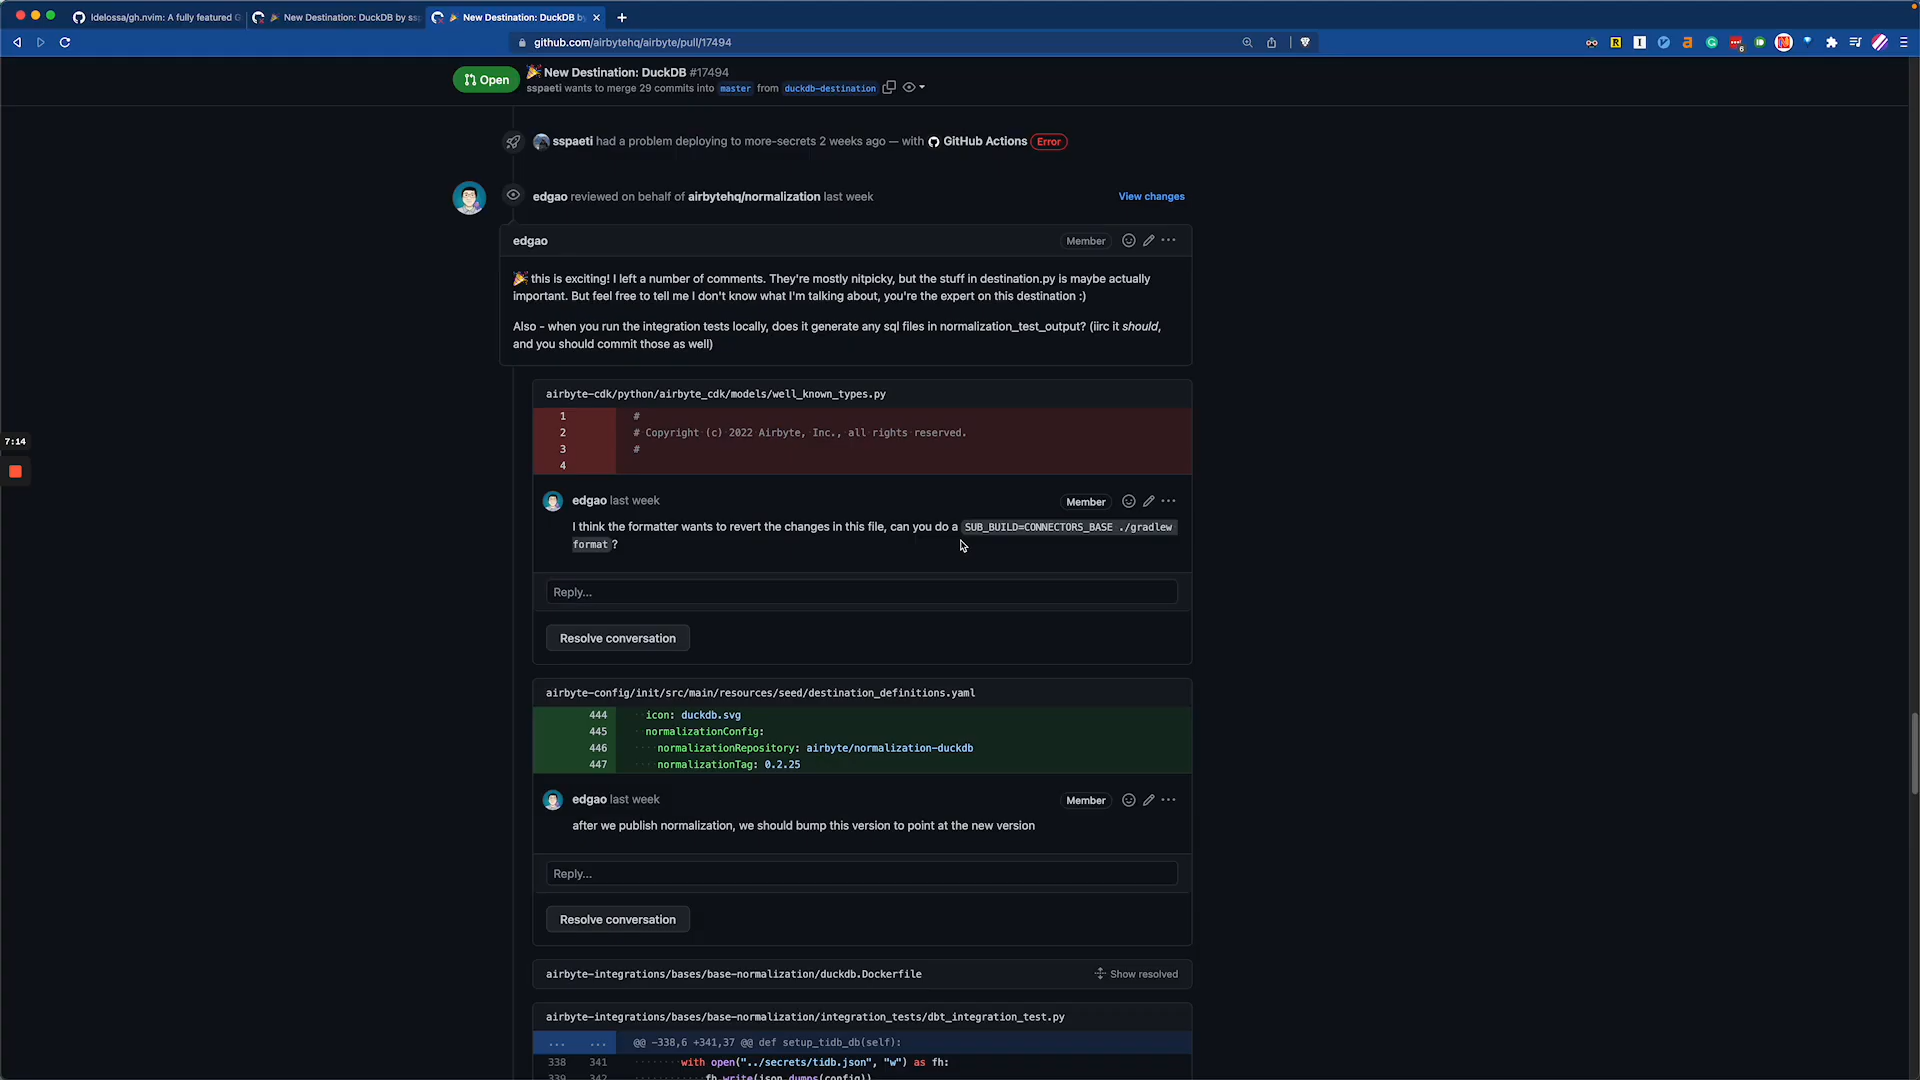 ldelossa/gh.nvim: A fully featured G
New Destination: DuckDB by ssp
New Destination: DuckDB b
github.com/airbytehq/airbyte/pull/17494
Open
New Destination: DuckDB #17494
sspaeti wants to merge 29 commits into master from duckdb-destination
sspaeti had a problem deploying to more-secrets 2 weeks ago — with GitHub Actions Error
edgao reviewed on behalf of airbytehq/normalization last week
View changes
edgao
Member
this is exciting! I left a number of comments. They're mostly nitpicky, but the stuff in destination.py is maybe actually
important. But feel free to tell me I don't know what I'm talking about, you're the expert on this destination :)
Also - when you run the integration tests locally, does it generate any sql files in normalization_test_output? (iirc it should,
and you should commit those as well)
airbyte-cdk/python/airbyte_cdk/models/well_known_types.py
1 #
2 # Copyright (c) 2022 Airbyte, Inc., all rights reserved.
3 #
4
7:14
edgao last week
Member
I think the formatter wants to revert the changes in this file, can you do a SUB_BUILD=CONNECTORS_BASE ./gradlew
format ?
Reply...
Resolve conversation
airbyte-config/init/src/main/resources/seed/destination_definitions.yaml
444 icon: duckdb.svg
445 normalizationConfig:
446 normalizationRepository: airbyte/normalization-duckdb
447 normalizationTag: 0.2.25
edgao last week
Member
after we publish normalization, we should bump this version to point at the new version
Reply...
Resolve conversation
airbyte-integrations/bases/base-normalization/duckdb.Dockerfile
Show resolved
airbyte-integrations/bases/base-normalization/integration_tests/dbt_integration_test.py
... ... @@ -338,6 +341,37 @@ def setup_tidb_db(self):
338 341 with open("../secrets/tidb.json", "w") as fh:
339 342 fh.write(json.dumps(config))